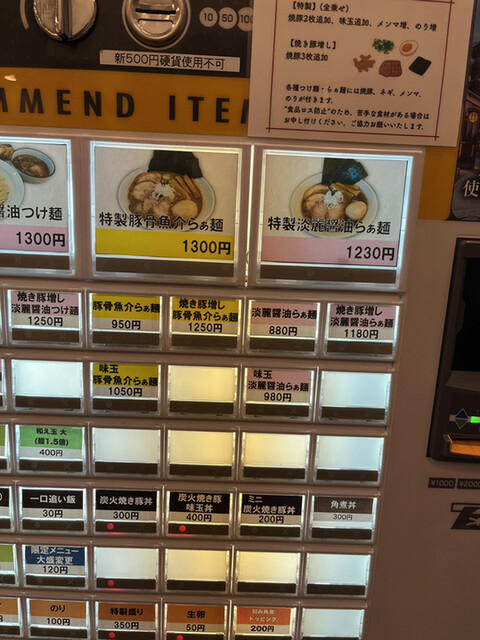 10 50 100
新500円硬貨使用不可
【特製】(全乗せ)
焼豚2枚追加、味玉追加、メンマ増、のり増
【焼き豚増し】
焼豚3枚追加
各種つけ麺・らぁ麺には焼豚、ネギ、メンマ、
のりが付きます。
"食品ロス防止"のため、苦手な食材がある場合は
お申し付けください。ご協力お願いいたします。
MMEND ITEM
醤油つけ麺
1300円
特製豚骨魚介らぁ麺
1300円
特製淡麗醤油らぁ麺
1230円
焼き豚増し
淡麗醤油つけ麺
1250円
豚骨魚介らぁ麺
950円
焼き豚増し
豚骨魚介らぁ麺
1250円
淡麗醤油らぁ麺
880円
焼き豚増し
淡麗醤油らぁ麺
1180円
味玉
豚骨魚介らぁ麺
1050円
味玉
淡麗醤油らぁ麺
980円
和え玉 大
(麺1.5倍)
400円
一口追い飯
30円
炭火焼き豚丼
300円
炭火焼き豚
味玉丼
400円
ミニ
炭火焼き豚丼
200円
角煮丼
300円
限定メニュー
大盛変更
120円
のり
100円
特製盛り
350円
生卵
50円
トッピング
200円
使
¥1000 ¥2000